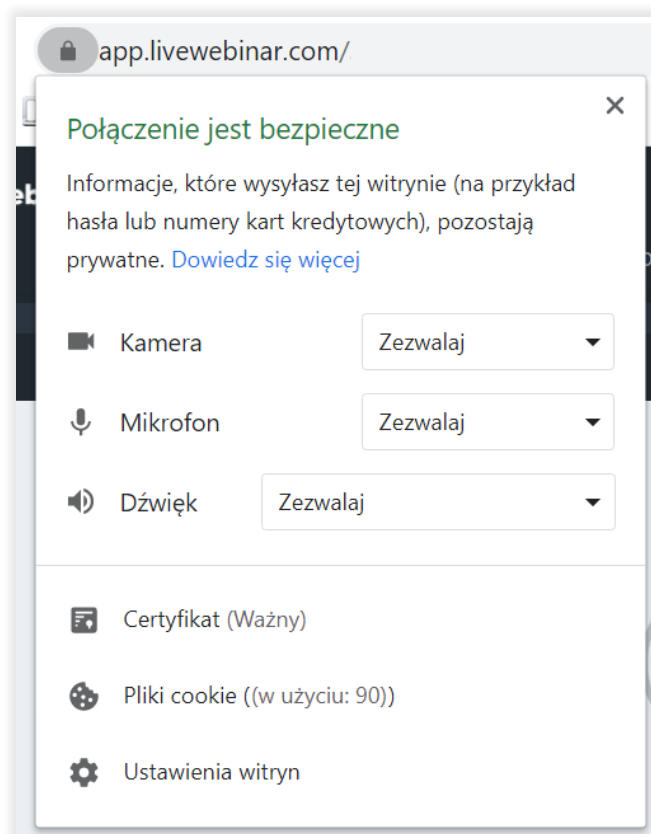 app.livewebinar.com/
Połączenie jest bezpieczne
Informacje, które wysyłasz tej witrynie (na przykład
hasła lub numery kart kredytowych), pozostają
prywatne. Dowiedz się więcej
Kamera Zezwalaj
Mikrofon Zezwalaj
Dźwięk Zezwalaj
Certyfikat (Ważny)
Pliki cookie ((w użyciu: 90))
Ustawienia witryn